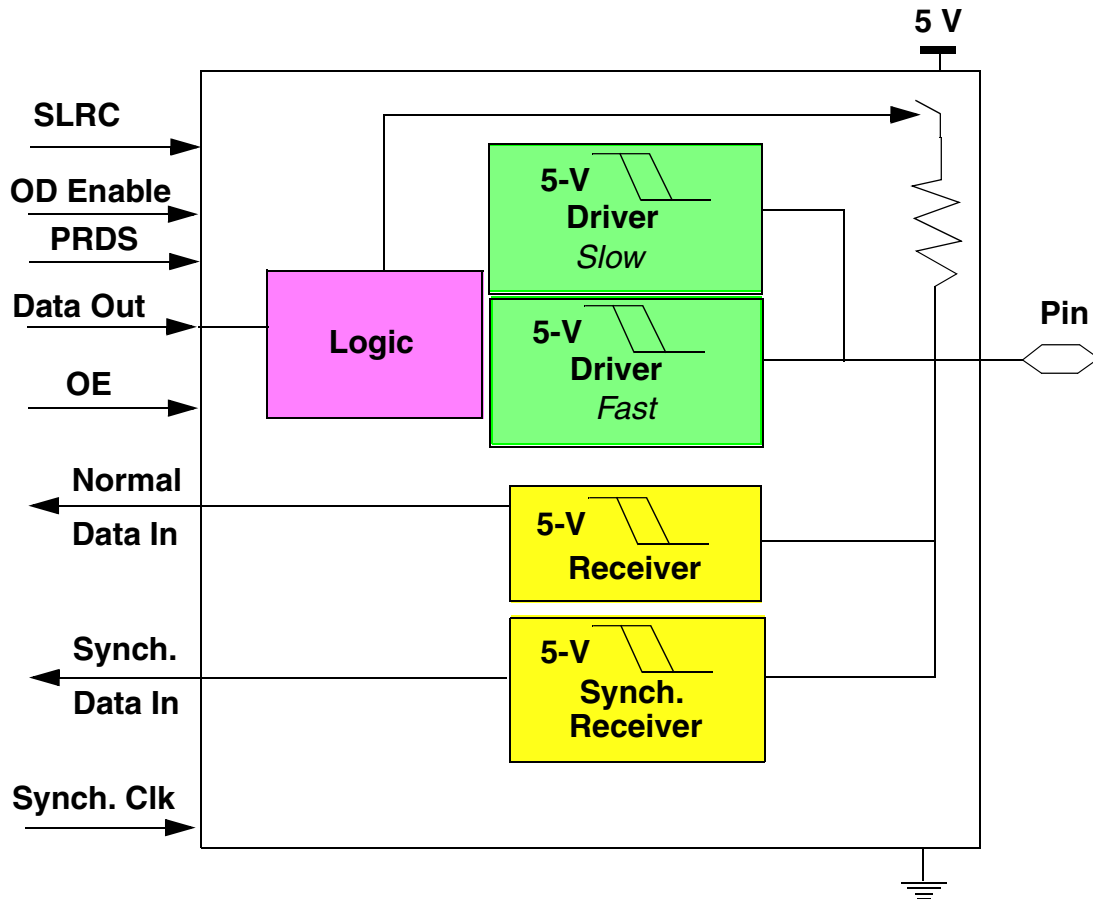 5 V
SLRC
OD Enable
PRDS
Data Out
OE
Normal
Data In
Synch.
Data In
Synch. Clk
Logic
5-V
Driver
Slow
5-V
Driver
Fast
5-V
Receiver
5-V
Synch.
Receiver
Pin